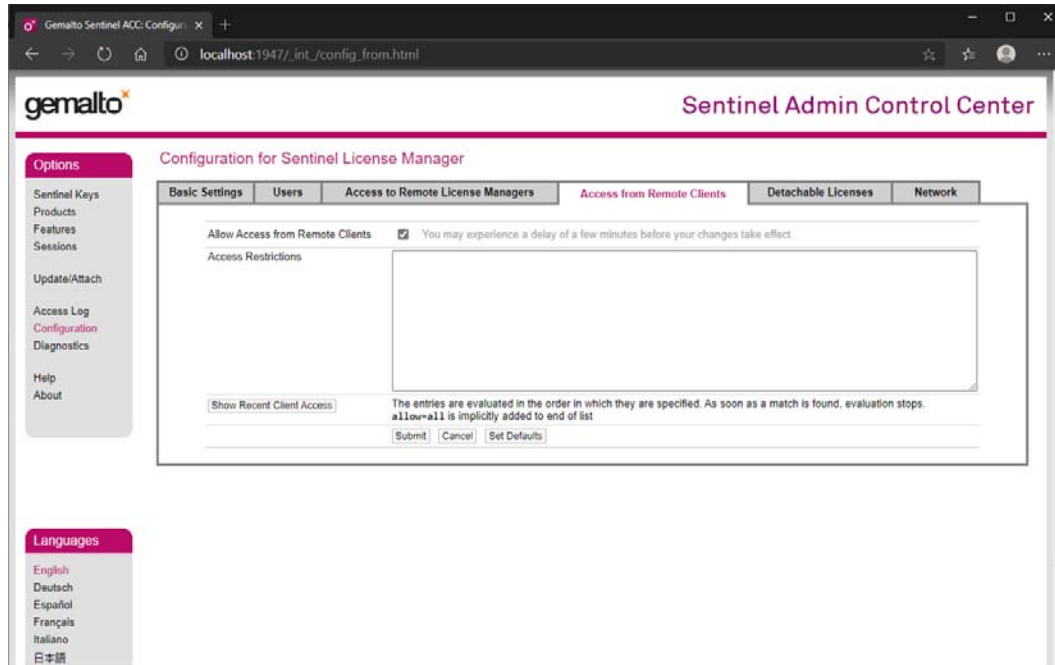 Gemalto Sentinel ACC: Configur
localhost:1947/_int_/config_from.html
gemalto
Sentinel Admin Control Center
Options
Sentinel Keys
Products
Features
Sessions
Update/Attach
Access Log
Configuration
Diagnostics
Help
About
Configuration for Sentinel License Manager
Basic Settings Users Access to Remote License Managers Access from Remote Clients Detachable Licenses Network
Allow Access from Remote Clients You may experience a delay of a few minutes before your changes take effect.
Access Restrictions
Show Recent Client Access
The entries are evaluated in the order in which they are specified. As soon as a match is found, evaluation stops.
allow=all is implicitly added to end of list
Submit Cancel Set Defaults
Languages
English
Deutsch
Español
Français
Italiano
日本語